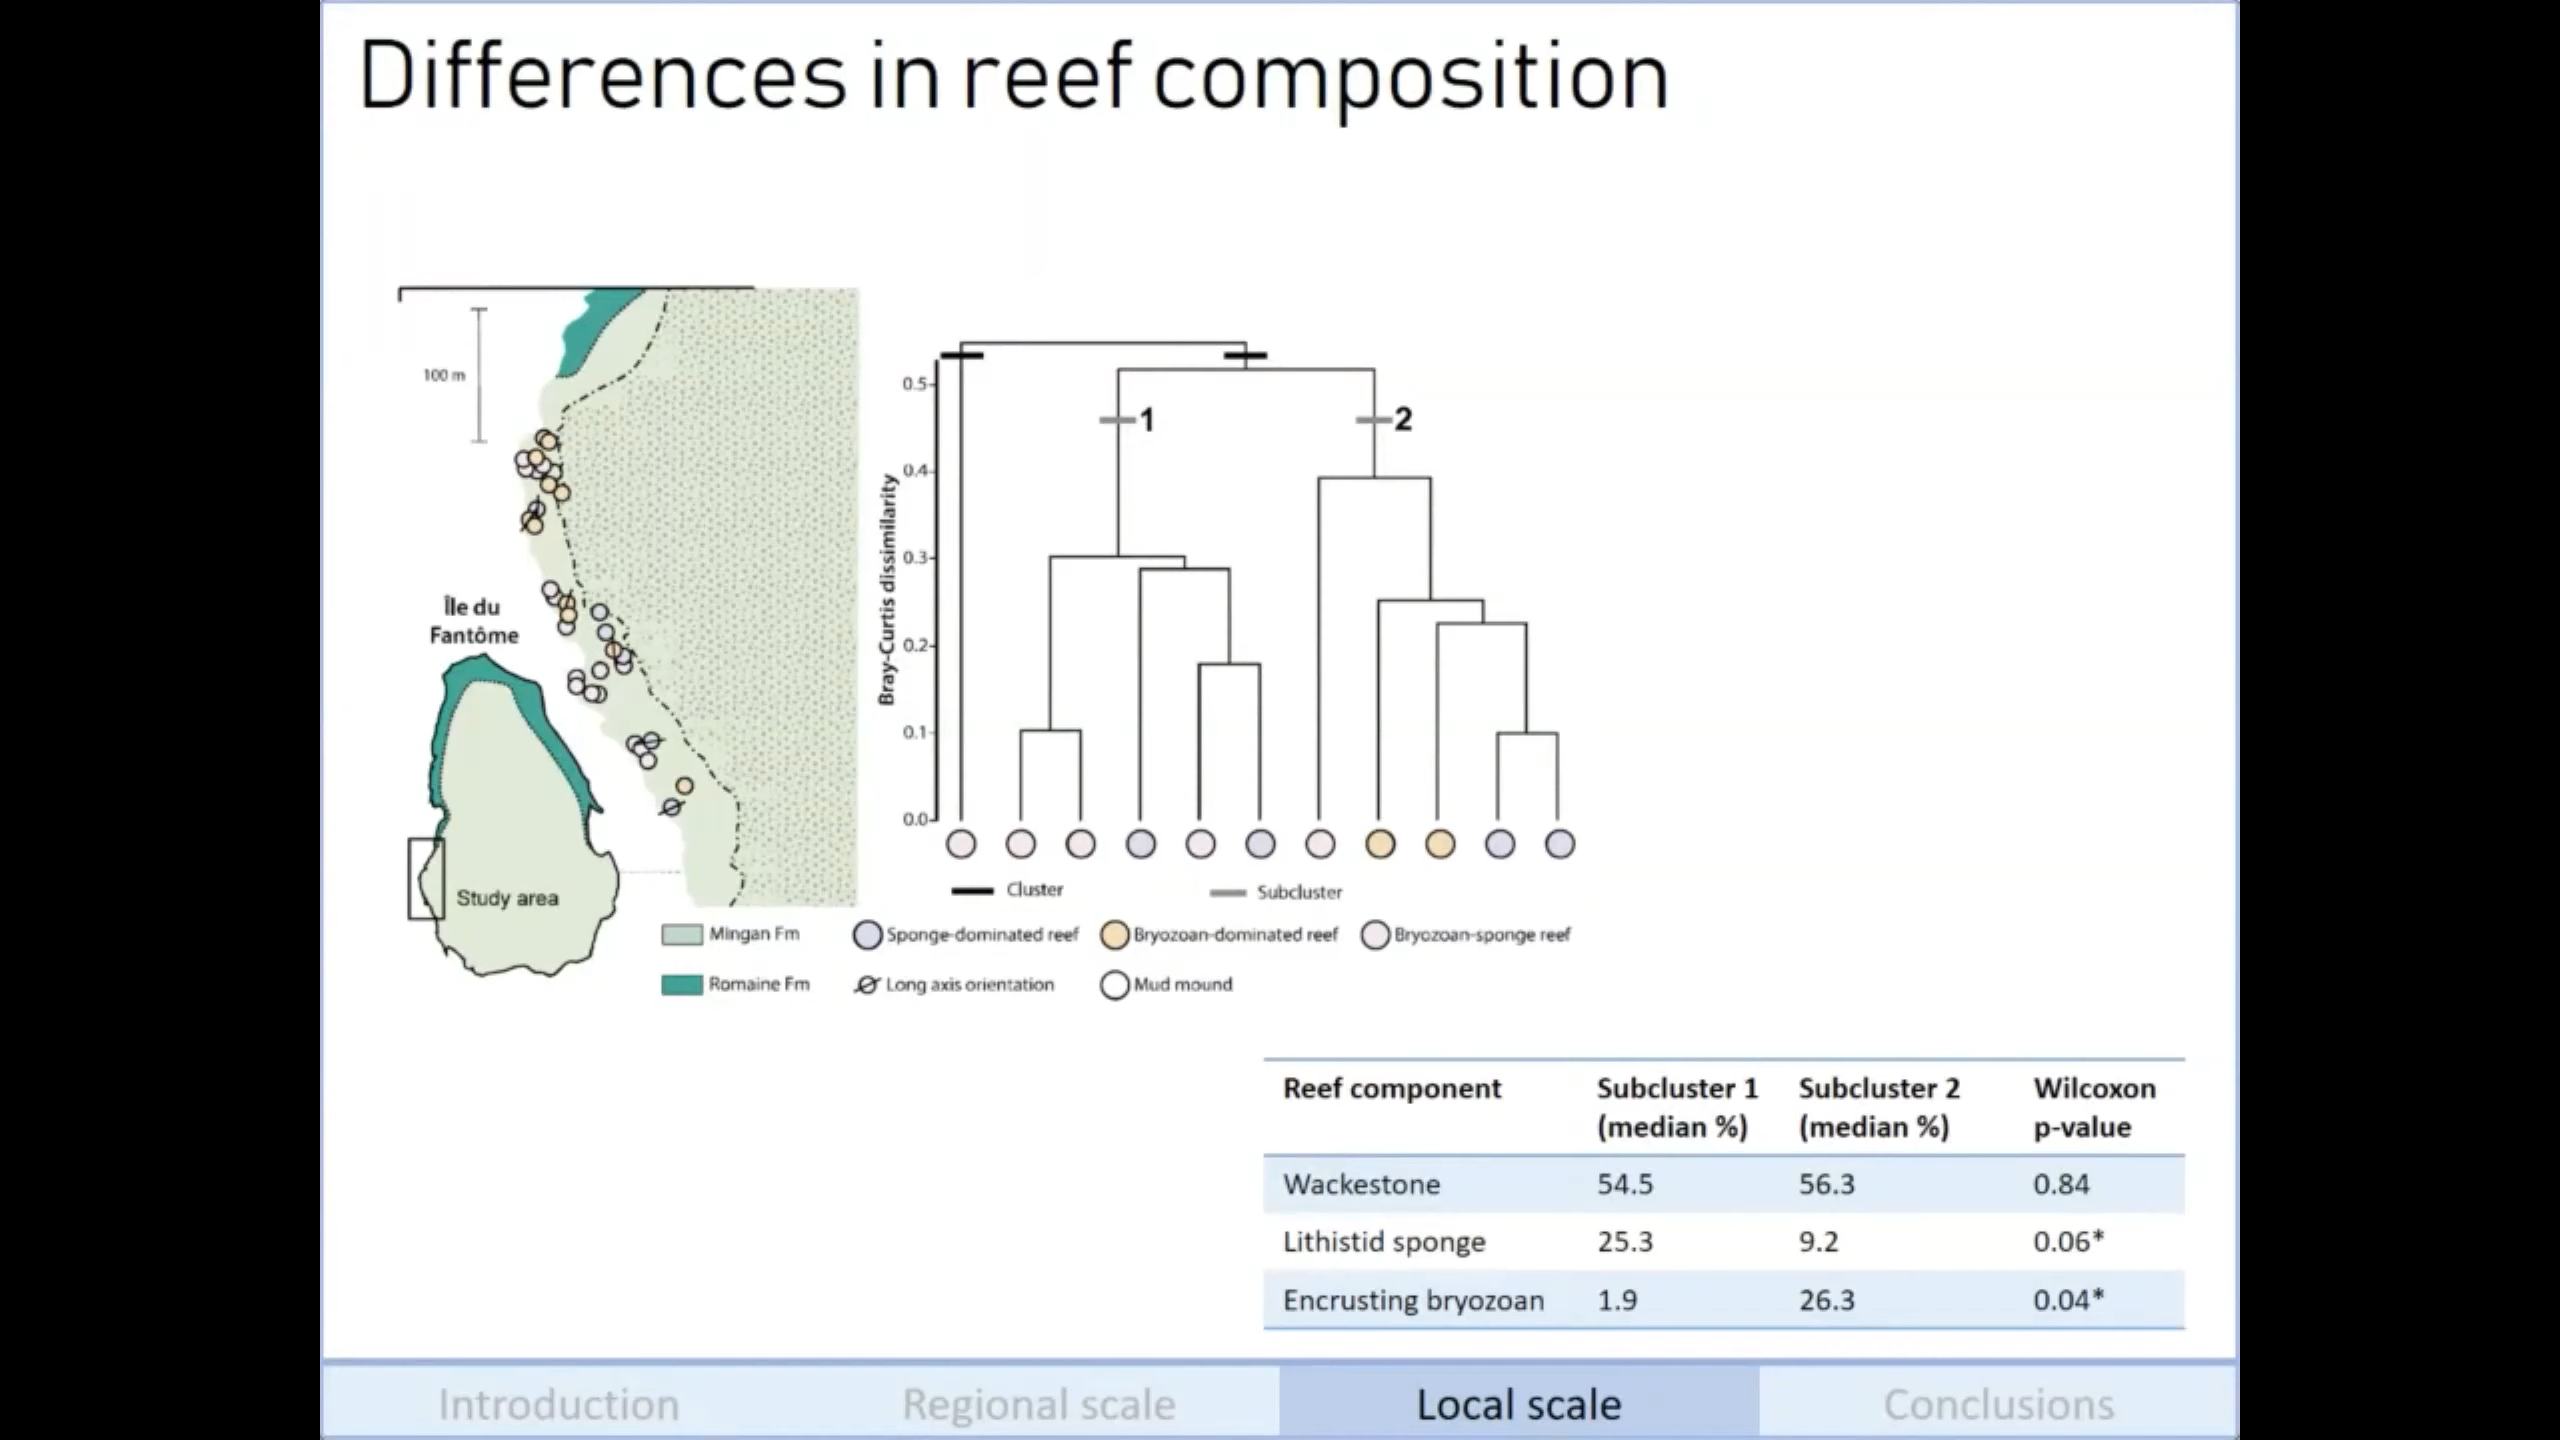 Differences in reef composition
100 m
Île du
Fantôme
Study area
Bray-Curtis dissimilarity
0.5
0.4
0.3
0.2
0.1
0.0
1
2
Cluster
Subcluster
Mingan Fm
Sponge-dominated reef
Bryozoan-dominated reef
Bryozoan-sponge reef
Romaine Fm
Long axis orientation
Mud mound
Reef component Subcluster 1 (median %) Subcluster 2 (median %) Wilcoxon p-value
Wackestone 54.5 56.3 0.84
Lithistid sponge 25.3 9.2 0.06*
Encrusting bryozoan 1.9 26.3 0.04*
Introduction Regional scale Local scale Conclusions